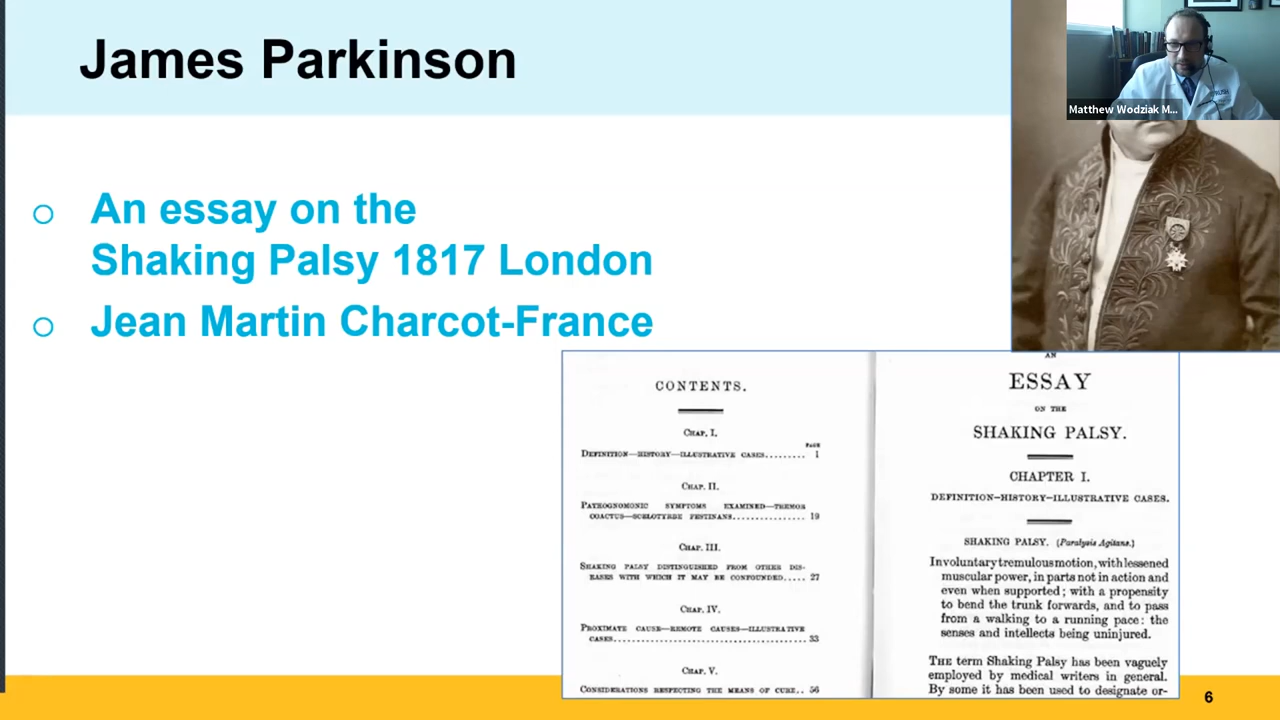 James Parkinson
Matthew Wodziak M...
An essay on the
Shaking Palsy 1817 London
Jean Martin Charcot-France
CONTENTS.
Chap. I.
PAGE
Definition—History—Illustrative Cases......... 1
Chap. II.
Pathognomonic Symptoms Examined—Tremor
Coactus—Scelotyrbe Festinans............... 19
Chap. III.
Shaking Palsy Distinguished from other Dis-
eases with which it may be confounded..... 27
Chap. IV.
Proximate Cause—Remote Causes—Illustrative
Cases.......................................... 33
Chap. V.
Considerations respecting the means of cure.. 56
AN
ESSAY
ON THE
SHAKING PALSY.
CHAPTER I.
DEFINITION—HISTORY—ILLUSTRATIVE CASES.
SHAKING PALSY. (Paralysis Agitans.)
Involuntary tremulous motion, with lessened
muscular power, in parts not in action and
even when supported; with a propensity
to bend the trunk forwards, and to pass
from a walking to a running pace: the
senses and intellects being uninjured.
The term Shaking Palsy has been vaguely
employed by medical writers in general.
By some it has been used to designate or-
6